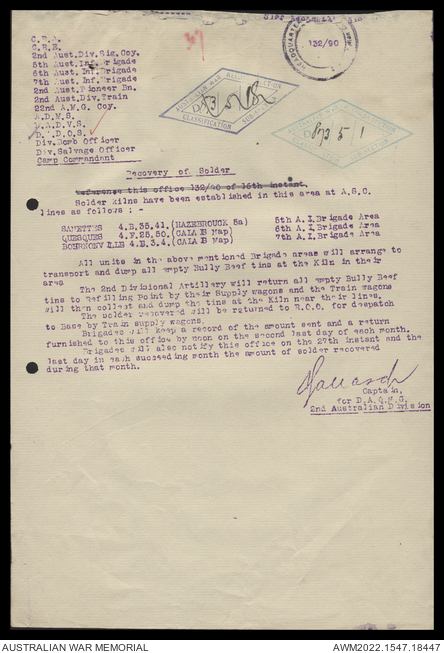 C.R.A.
C.R.E.
2nd Aust.Div.Sig.Coy.
5th Aust.Inf.Brigade
6th Aust.Inf.Brigade
7th Aust.Inf.Brigade
2nd Aust.Pioneer Bn.
2nd Aust.Div.Train
22nd A.M.G. Coy.
A.D.M.S.
D.A.D.V.S.
D.A.D.O.S.
Div.Bomb Officer
Div.Salvage Officer
Camp Commandant
HEADQUARTERS
132/90
AUSTRALIAN WAR
CLASSIFICATION
Recovery of Solder
Reference this office 132/90 of 16th instant.
Solder Kilns have been established in this area at A.S.C.
lines as follows : -
SAMETTES 4.B,35,41.(HAZEBROUCK 5a) 5th A.I.Brigade Area
QUESQUES 4.F.25,50.(CALAIS Map) 6th A.I.Brigade Area
4.B,3.4.(CALAIS Map) 7th A.I.Brigade Area
All units in the above mentioned Brigade areas will arrange to
transport and dump all empty Bully Beef tins at the Kiln in their
area
The 2nd Divisional Artillery will return all empty Bully Beef
tins to Refilling Point by their Supply wagons and the Train wagons
will then collect and dump the tins at the Kiln near their lines.
The solder recovered will be returned to R.O.O. for despatch
to Base by Train supply wagons.
Brigades will keep a record of the amount sent and a return
furnished to this office by noon on the second last day of each month.
Brigades will also notify this office on the 27th instant and the
last day in each succeeding month the amount of solder recovered
during that month.
Captain,
for D.A.Q.M.G.
2nd Australian Division
AUSTRALIAN WAR MEMORIAL
AWM2022.1547.18447